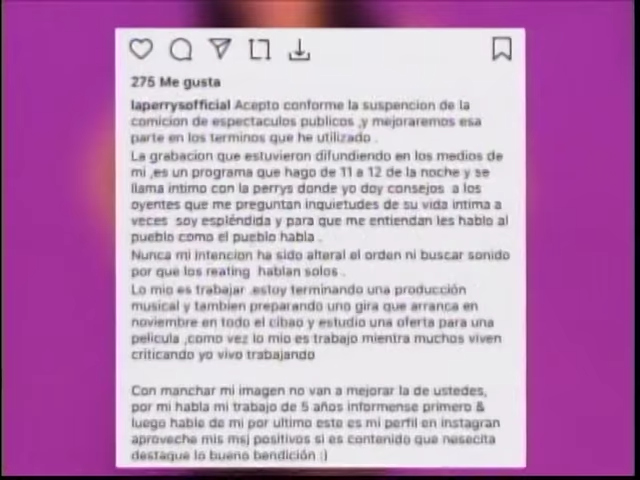 275 Me gusta
laperrysofficial Acepto conforme la suspencion de la
comicion de espectaculos publicos ,y mejoraremos esa
parte en los terminos que he utilizado .
La grabacion que estuvieron difundiendo en los medios de
mi ,es un programa que hago de 11 a 12 de la noche y se
llama intimo con la perrys donde yo doy consejos a los
oyentes que me preguntan inquietudes de su vida intima a
veces soy espléndida y para que me entiendan les hablo al
pueblo como el pueblo habla .
Nunca mi intencion ha sido alteral el orden ni buscar sonido
por que los reating hablan solos .
Lo mio es trabajar .estoy terminando una producción
musical y tambien preparando una gira que arranca en
noviembre en todo el cibao y estudio una oferta para una
pelicula ,como vez lo mio es trabajo mientra muchos viven
criticando yo vivo trabajando
Con manchar mi imagen no van a mejorar la de ustedes,
por mi habla mi trabajo de 5 años informense primero &
luego hable de mi por ultimo este es mi perfil en instagran
aproveche mis msj positivos si es contenido que nesecita
destaque lo bueno bendición :)